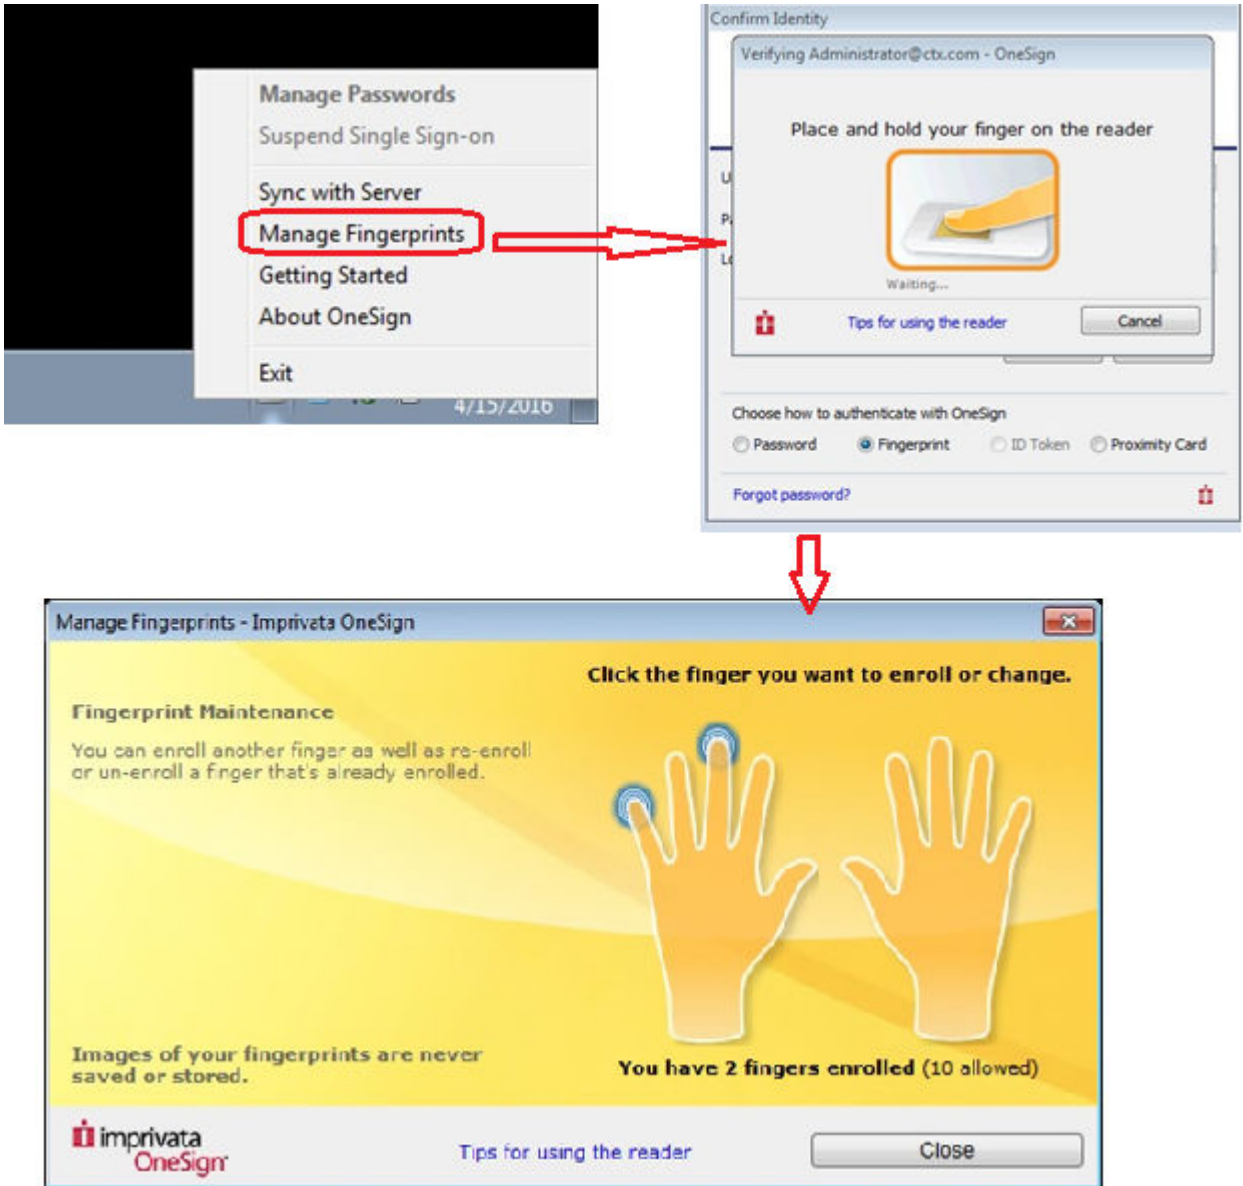 Manage Passwords
Suspend Single Sign-on
Sync with Server
Manage Fingerprints
Getting Started
About OneSign
Exit
4/15/2016
Confirm Identity
Verifying Administrator@ctx.com - OneSign
Place and hold your finger on the reader
Waiting...
Tips for using the reader
Cancel
Choose how to authenticate with OneSign
Password
Fingerprint
ID Token
Proximity Card
Forgot password?
Manage Fingerprints - Imprivata OneSign
Click the finger you want to enroll or change.
Fingerprint Maintenance
You can enroll another finger as well as re-enroll
or un-enroll a finger that's already enrolled.
Images of your fingerprints are never
saved or stored.
You have 2 fingers enrolled (10 allowed)
imprivata
OneSign
Tips for using the reader
Close